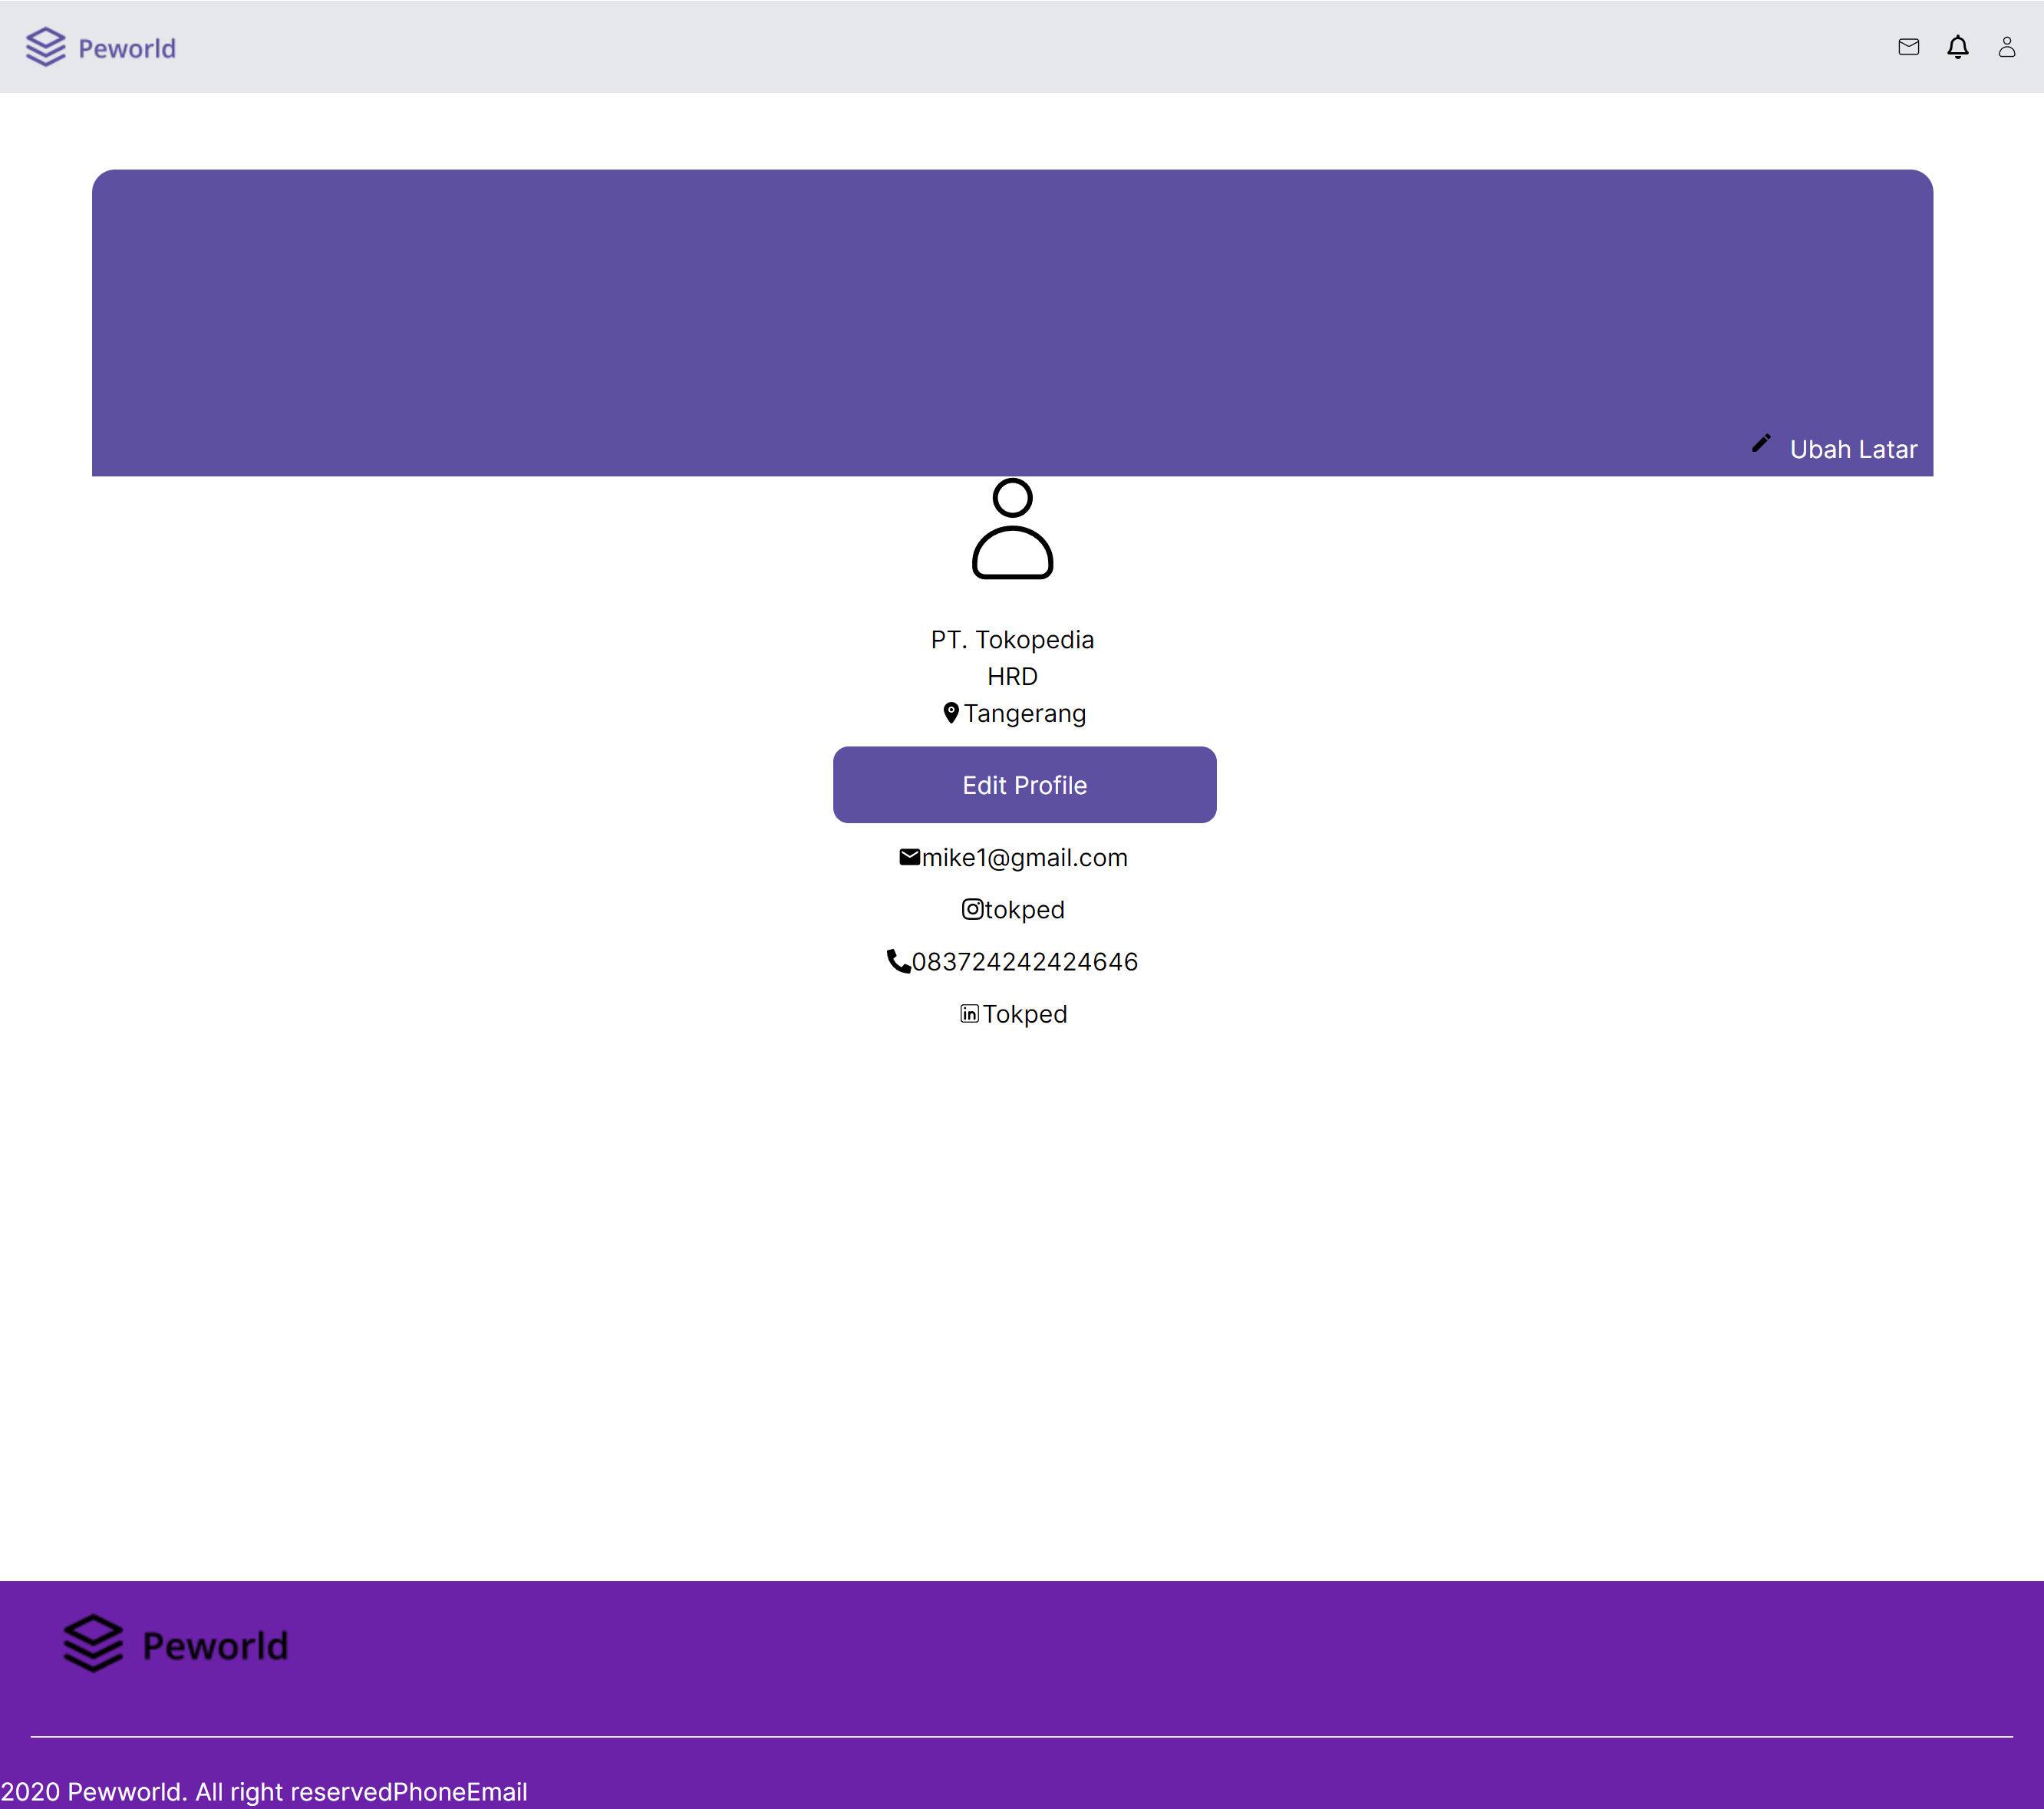 Peworld
Ubah Latar
PT. Tokopedia
HRD
Tangerang
Edit Profile
mike1@gmail.com
tokped
083724242424646
Tokped
Peworld
2020 Pewworld. All right reservedPhoneEmail